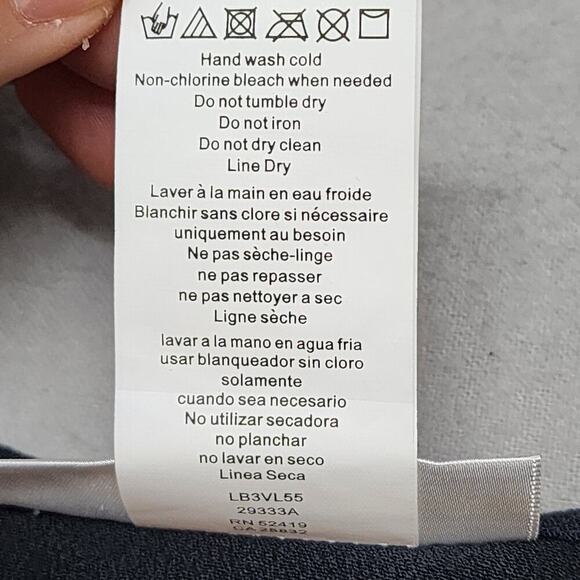 Hand wash cold
Non-chlorine bleach when needed
Do not tumble dry
Do not iron
Do not dry clean
Line Dry
Laver à la main en eau froide
Blanchir sans clore si nécessaire
uniquement au besoin
Ne pas sèche-linge
ne pas repasser
ne pas nettoyer a sec
Ligne sèche
lavar a la mano en agua fria
usar blanqueador sin cloro
solamente
cuando sea necesario
No utilizar secadora
no planchar
no lavar en seco
Linea Seca
LB3VL55
29333A
RN 52419
CA 28832